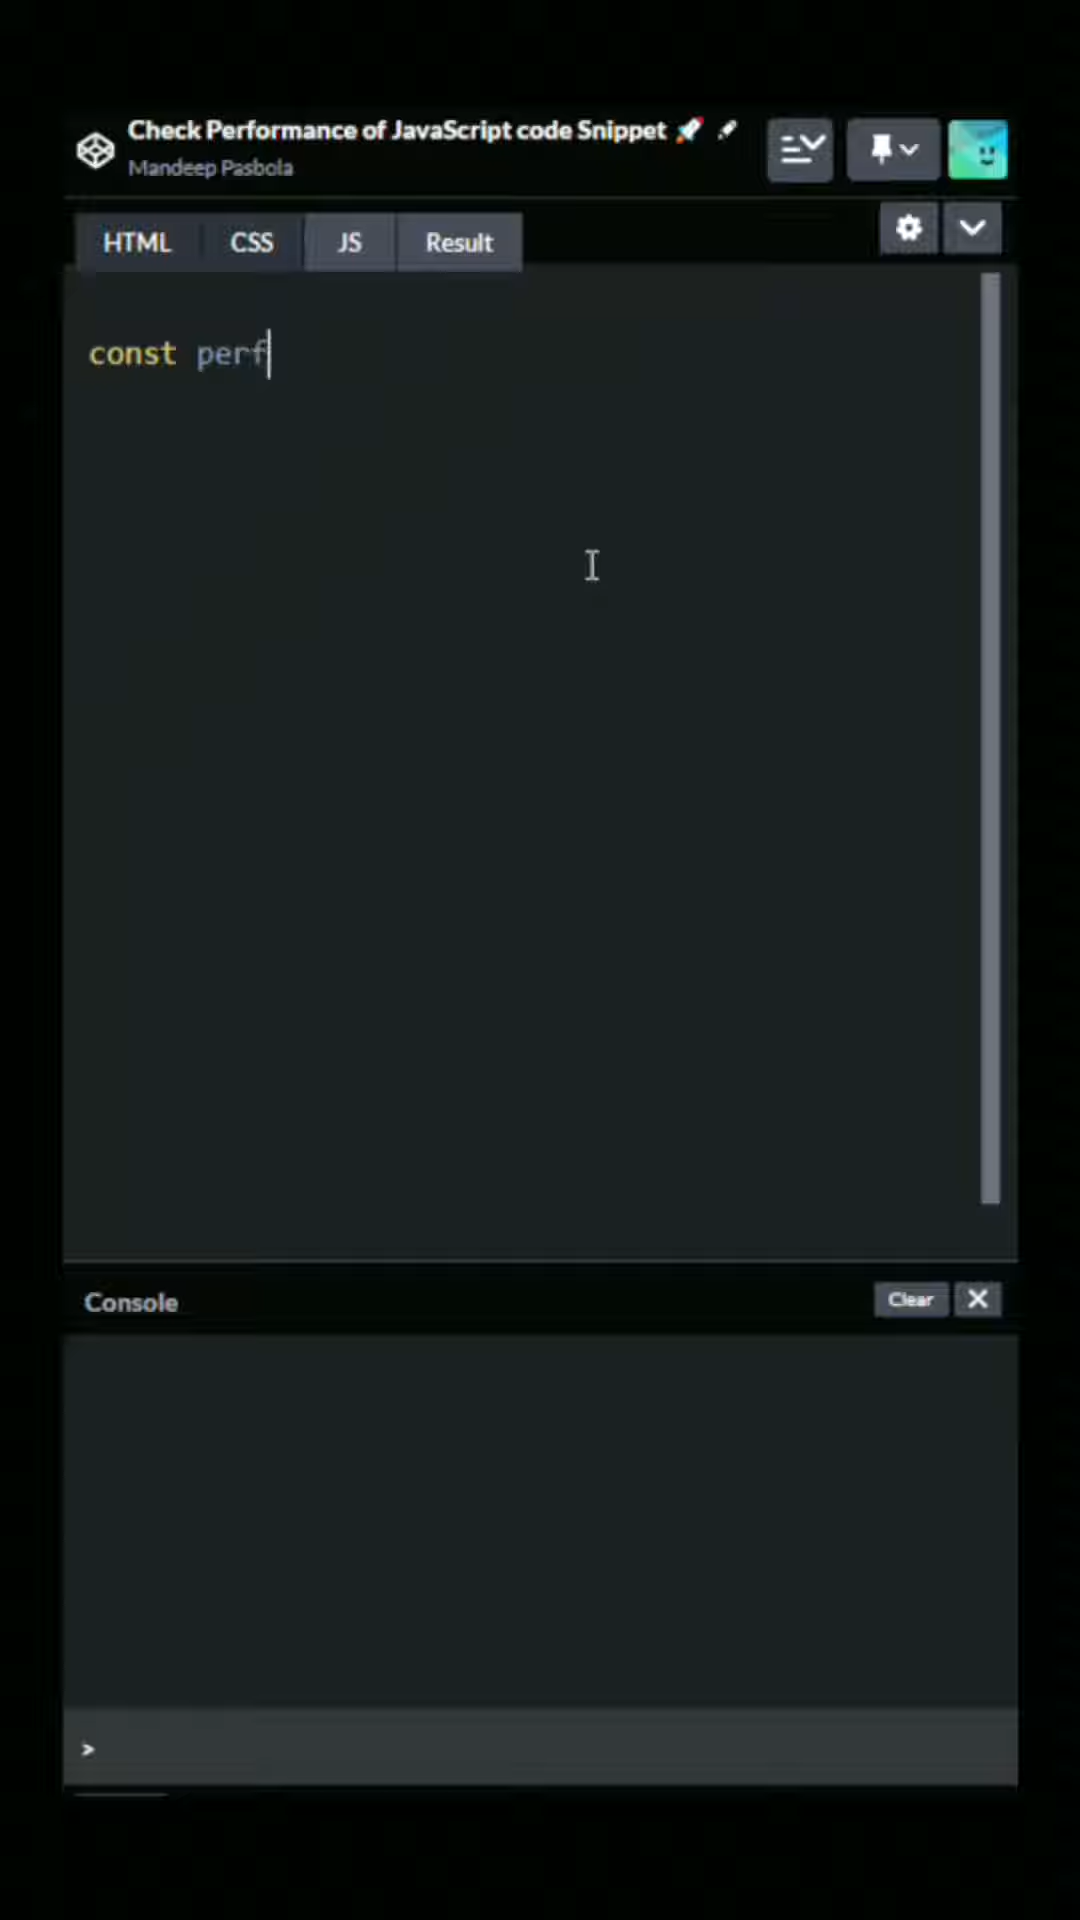 Check Performance of JavaScript code Snippet 🚀
Mandeep Pasbola
HTML CSS JS Result
const perf
Console
Clear
>